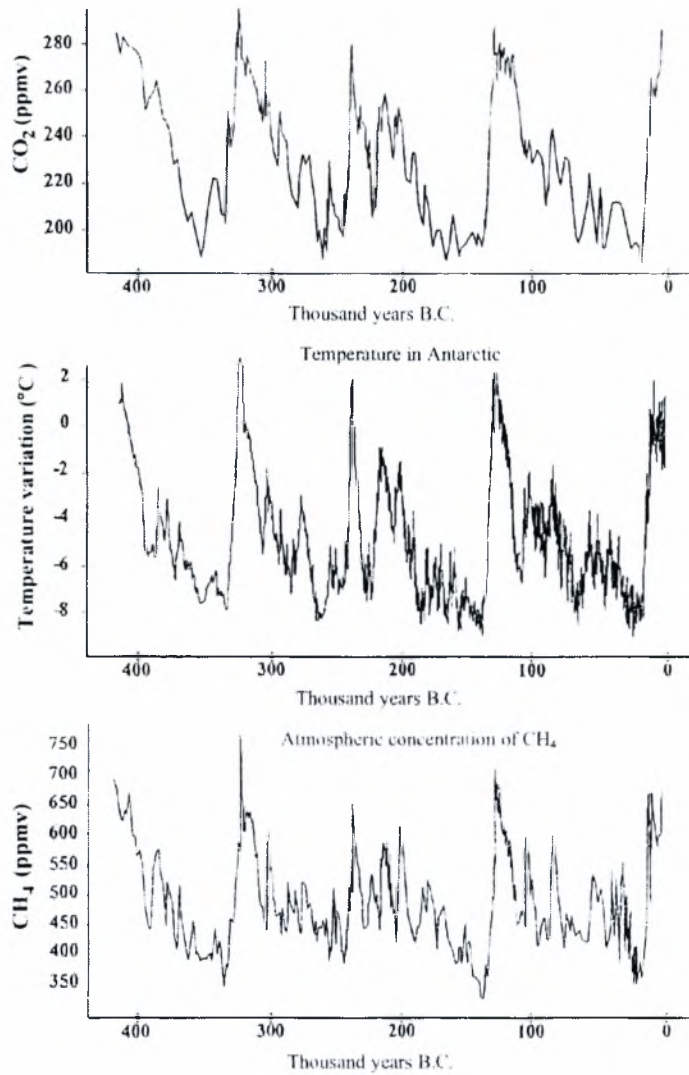 280
260
240
220
200
CO₂ (ppmv)
400 300 200 100 0
Thousand years B.C.
Temperature in Antarctic
2
0
-2
-4
-6
-8
Temperature variation (°C)
400 300 200 100 0
Thousand years B.C.
Atmospheric concentration of CH₄
750
700
650
600
550
500
450
400
350
CH₄ (ppmv)
400 300 200 100 0
Thousand years B.C.